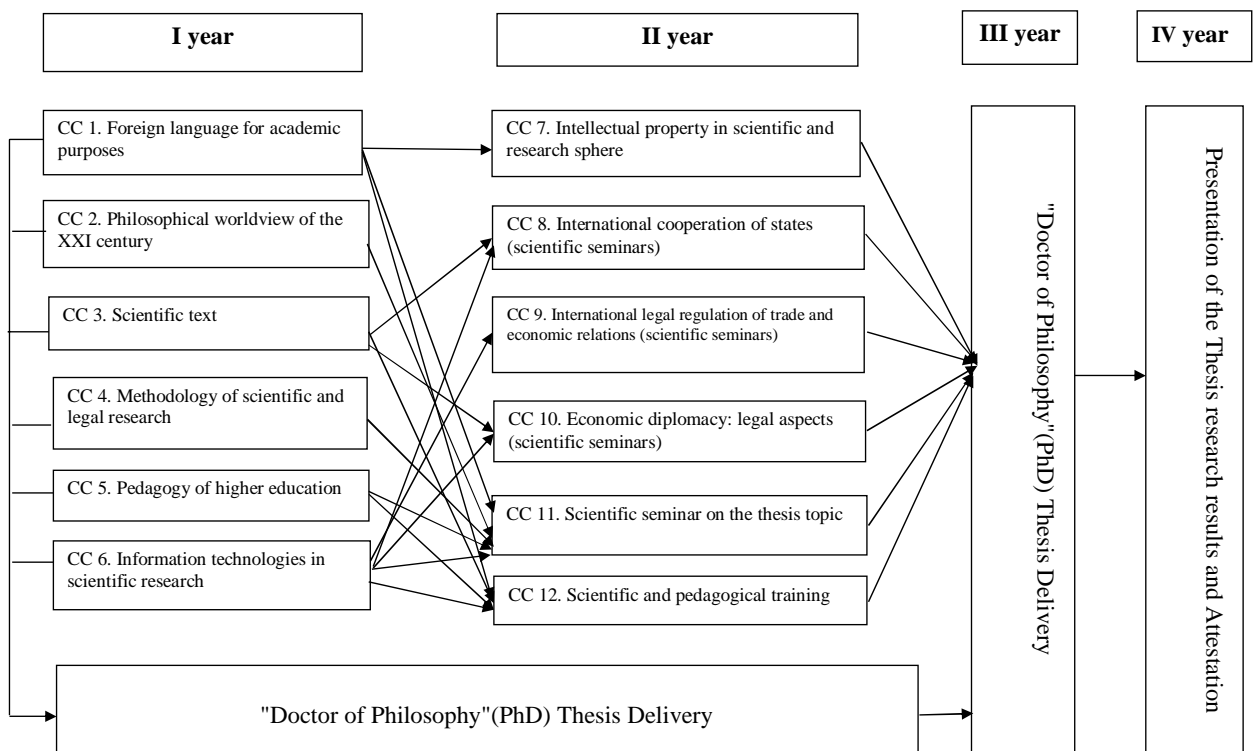 I year
II year
III year
IV year
CC 1. Foreign language for academic
purposes
CC 2. Philosophical worldview of the
XXI century
CC 3. Scientific text
CC 4. Methodology of scientific and
legal research
CC 5. Pedagogy of higher education
CC 6. Information technologies in
scientific research
CC 7. Intellectual property in scientific and
research sphere
CC 8. International cooperation of states
(scientific seminars)
CC 9. International legal regulation of trade and
economic relations (scientific seminars)
CC 10. Economic diplomacy: legal aspects
(scientific seminars)
CC 11. Scientific seminar on the thesis topic
CC 12. Scientific and pedagogical training
"Doctor of Philosophy"(PhD) Thesis Delivery
"Doctor of Philosophy"(PhD) Thesis Delivery
Presentation of the Thesis research results and Attestation